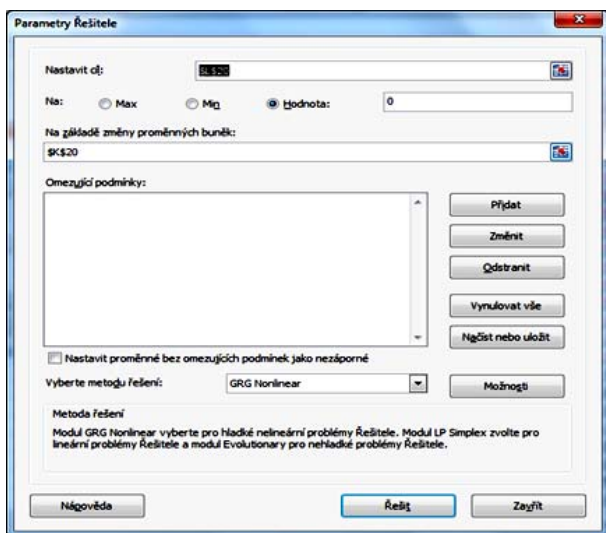 Parametry Řešitele
Nastavit cíl:
$L$20
Na:
Max
Min
Hodnota:
0
Na základě změny proměnných buněk:
$K$20
Omezující podmínky:
Přidat
Změnit
Odstranit
Vynulovat vše
Načíst nebo uložit
Nastavit proměnné bez omezujících podmínek jako nezáporné
Vyberte metodu řešení:
GRG Nonlinear
Možnosti
Metoda řešení
Modul GRG Nonlinear vyberte pro hladké nelineární problémy Řešitele. Modul LP Simplex zvolte pro
lineární problémy Řešitele a modul Evolutionary pro nehladké problémy Řešitele.
Nápověda
Řešit
Zavřít